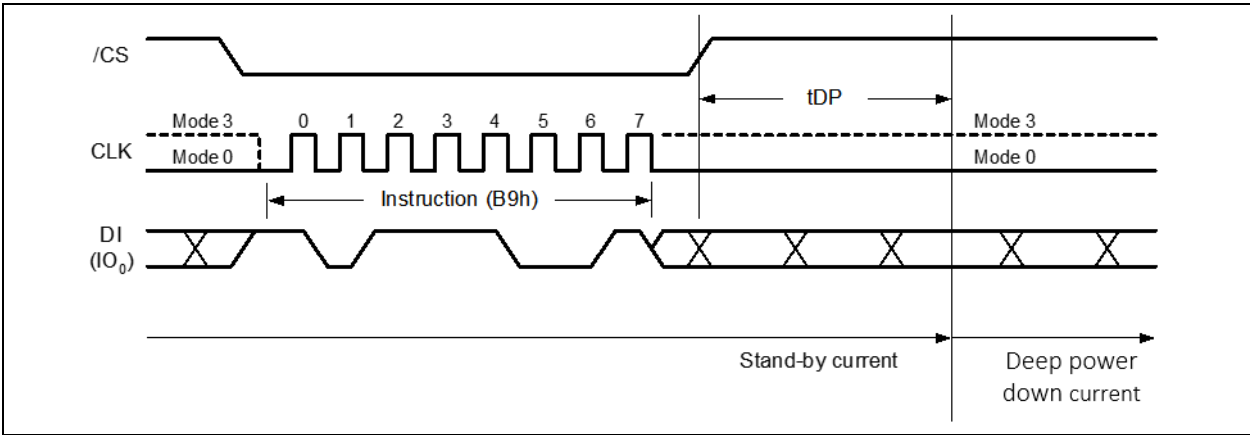 /CS
tDP
Mode 3 0 1 2 3 4 5 6 7 Mode 3
CLK
Mode 0 Mode 0
Instruction (B9h)
DI
(IO₀)
Stand-by current
Deep power
down current